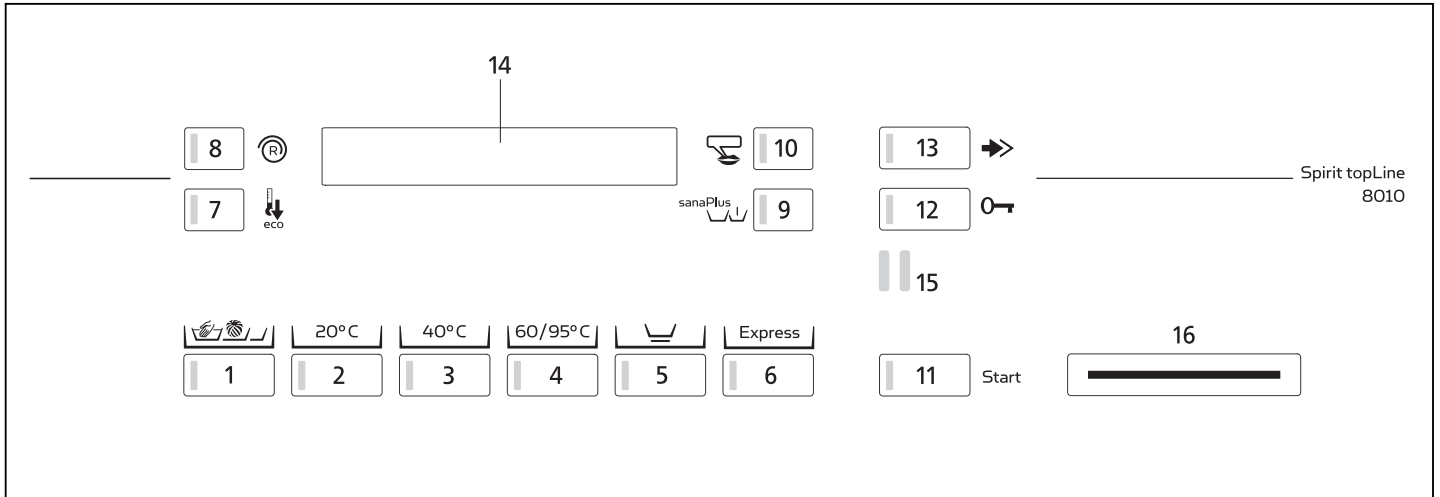 14
8 R 10 13
Spirit topLine
8010
7 eco sanaPlus 9 12
15
20°C 40°C 60/95°C Express
16
1 2 3 4 5 6 11 Start